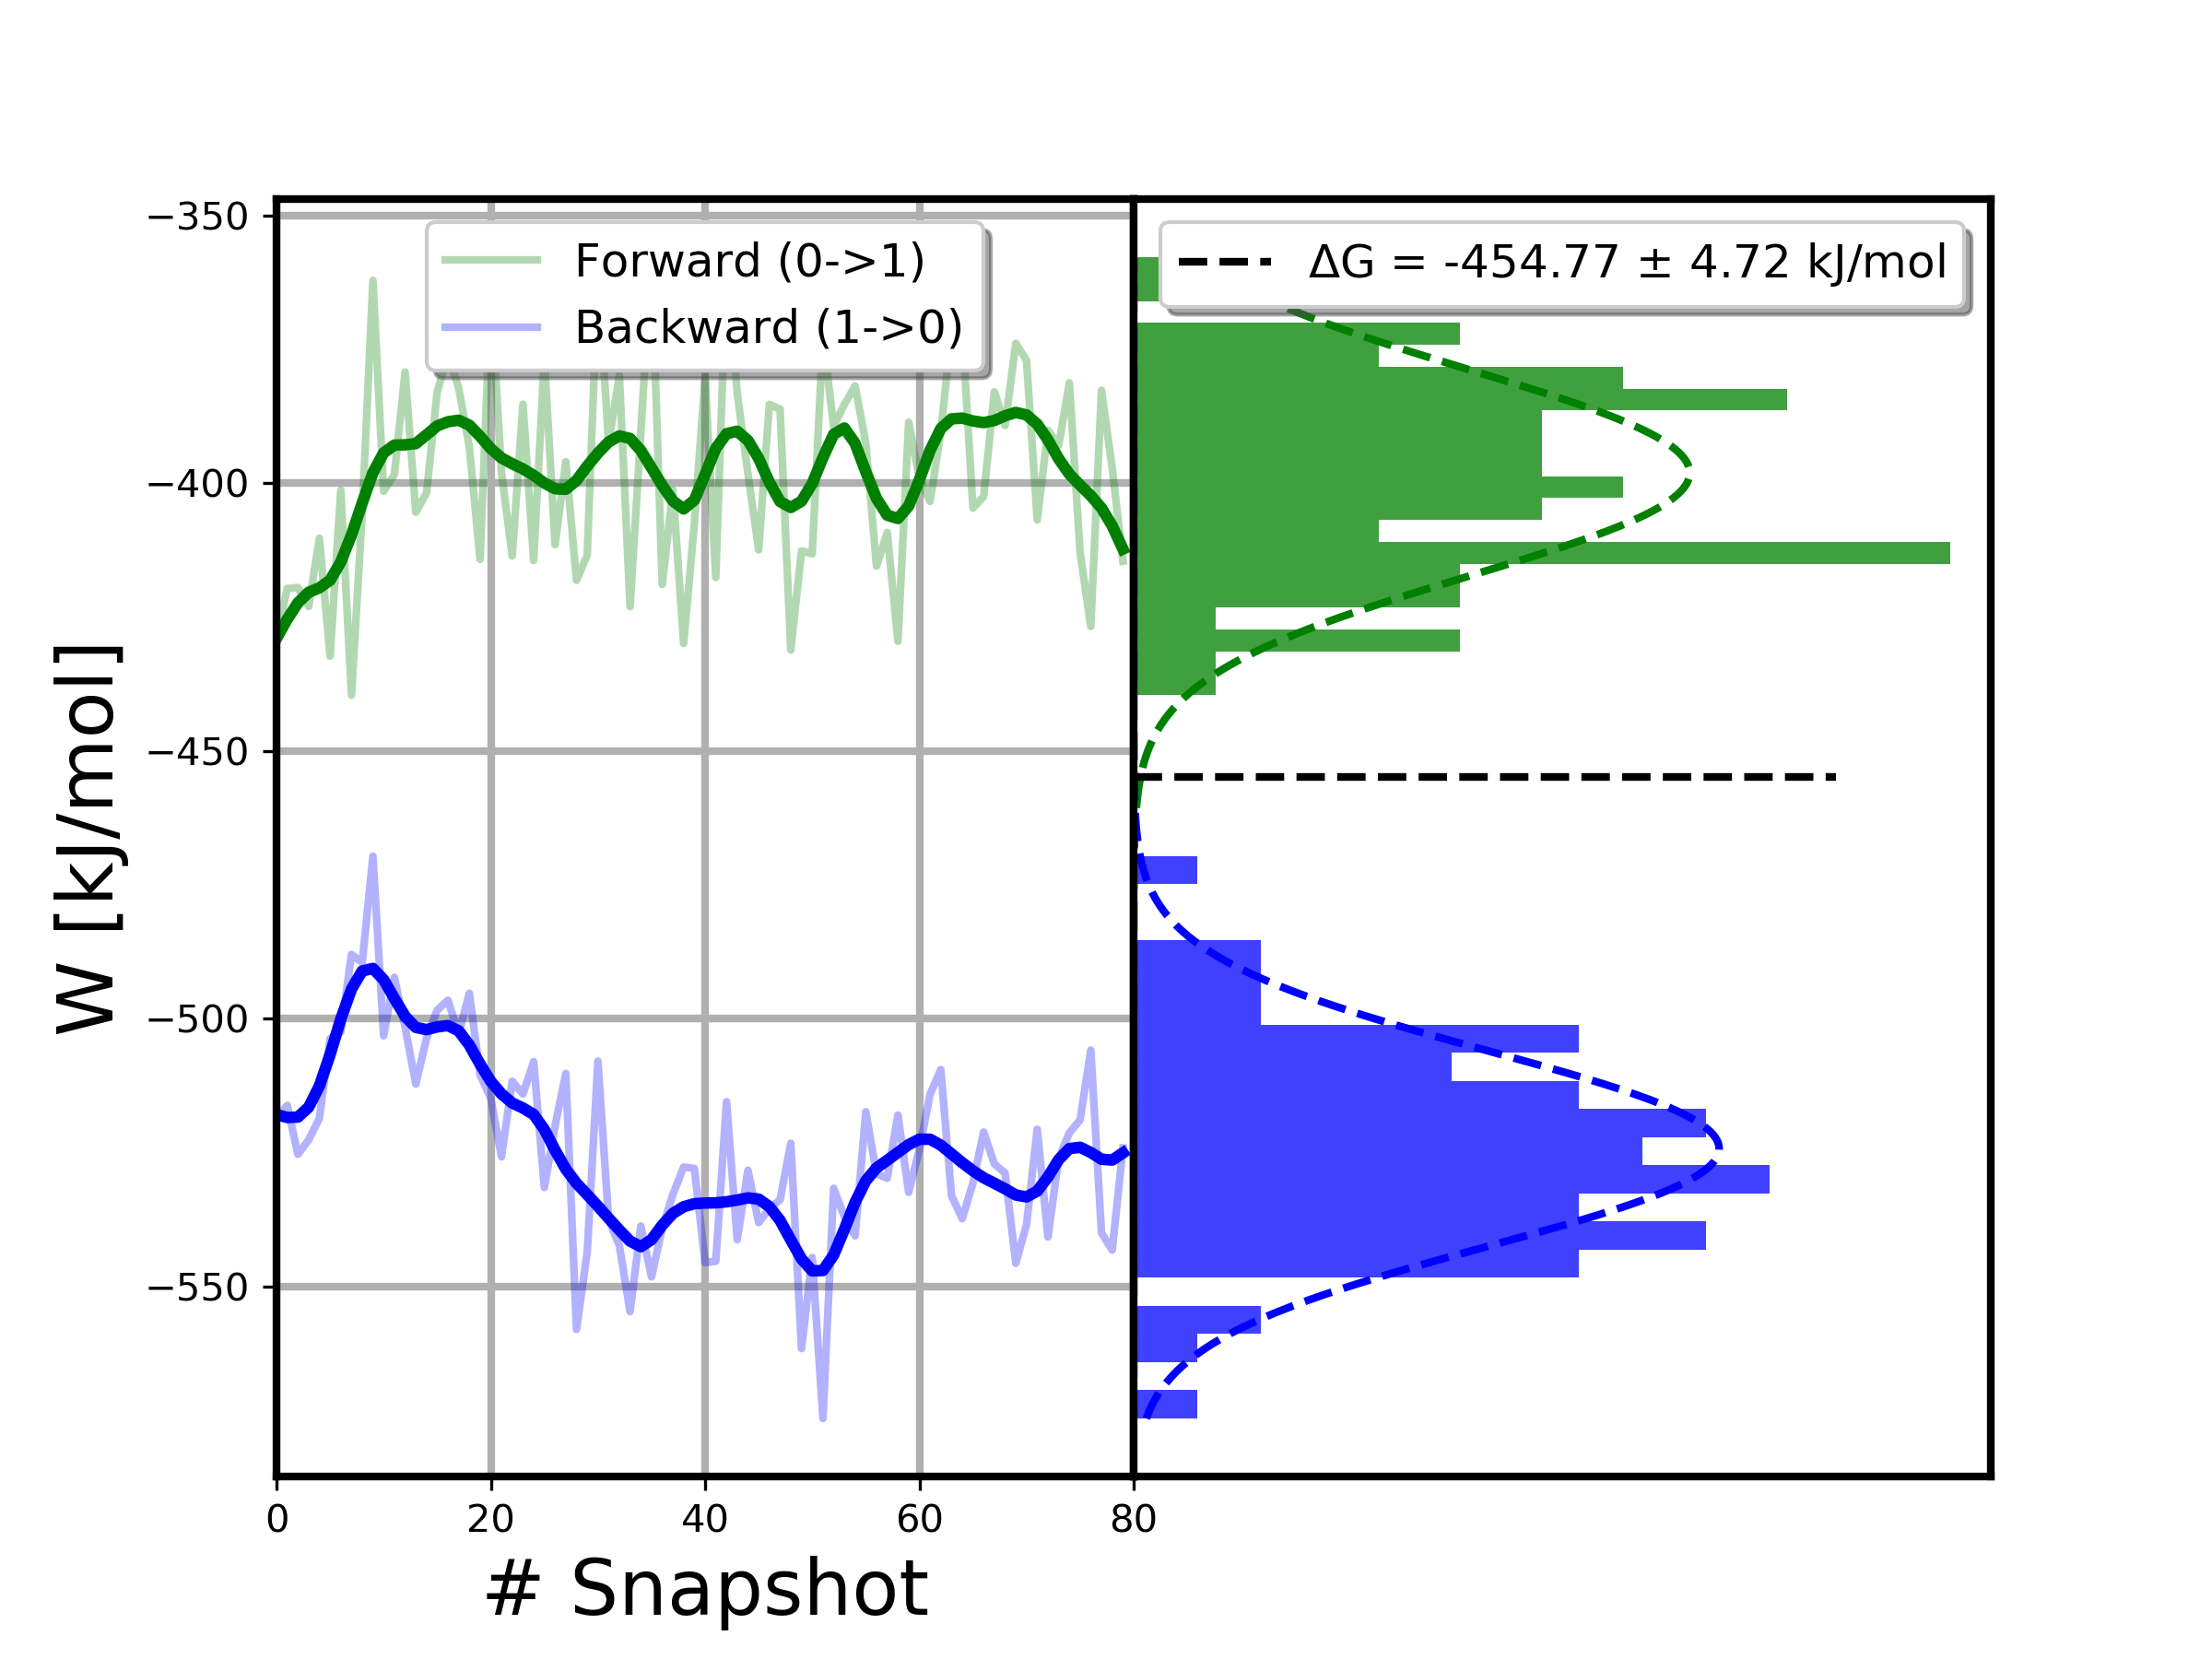 Forward (0->1)
Backward (1->0)
ΔG = -454.77 ± 4.72 kJ/mol
W [kJ/mol]
−350
−400
−450
−500
−550
0 20 40 60 80
# Snapshot